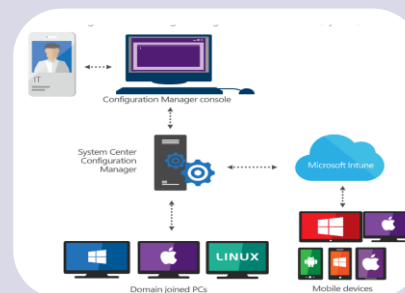 IT
Configuration Manager console
System Center
Configuration
Manager
Microsoft Intune
LINUX
Domain joined PCs
Mobile devices